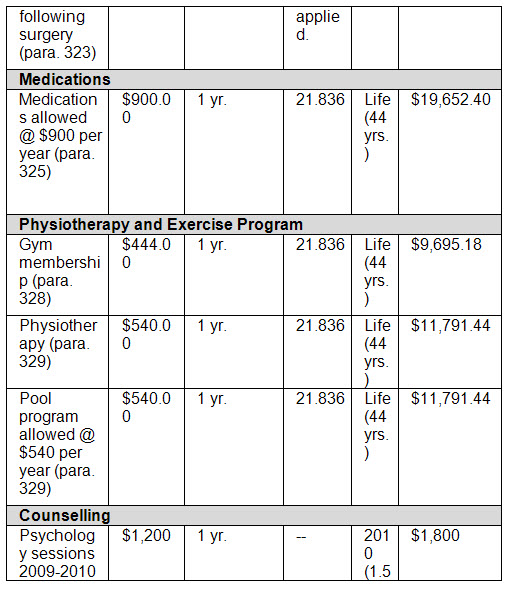 following
surgery
(para. 323)
applie
d.
Medications
Medication
s allowed
@ $900 per
year (para.
325)
$900.0
0
1 yr.
21.836
Life
(44
yrs.
)
$19,652.40
Physiotherapy and Exercise Program
Gym
membershi
p (para.
328)
$444.0
0
1 yr.
21.836
Life
(44
yrs.
)
$9,695.18
Physiother
apy (para.
329)
$540.0
0
1 yr.
21.836
Life
(44
yrs.
)
$11,791.44
Pool
program
allowed @
$540 per
year (para.
329)
$540.0
0
1 yr.
21.836
Life
(44
yrs.
)
$11,791.44
Counselling
Psycholog
y sessions
2009-2010
$1,200
1 yr.
--
201
0
(1.5
$1,800